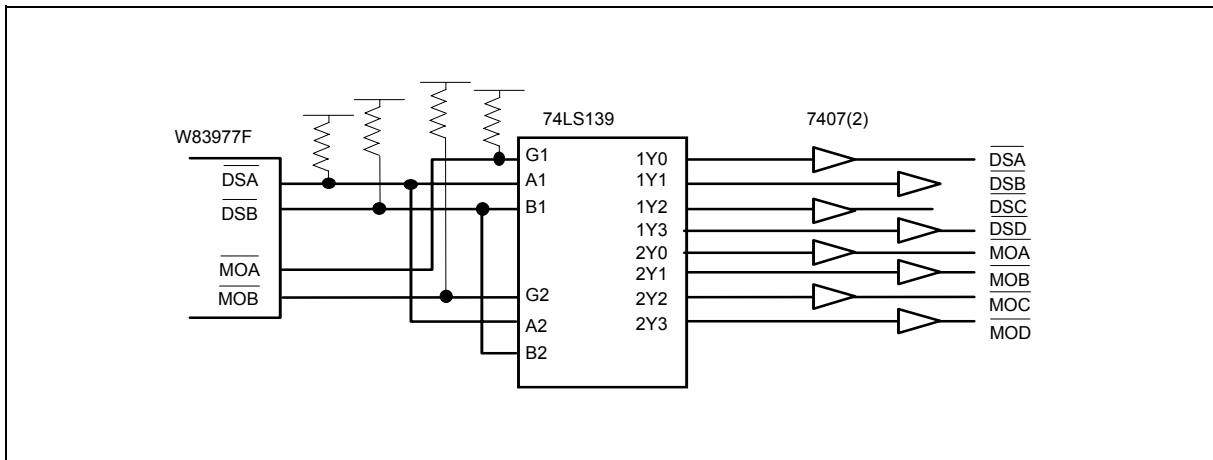 W83977F
DSA
DSB
MOA
MOB
74LS139
G1
A1
B1
G2
A2
B2
1Y0
1Y1
1Y2
1Y3
2Y0
2Y1
2Y2
2Y3
7407(2)
DSA
DSB
DSC
DSD
MOA
MOB
MOC
MOD